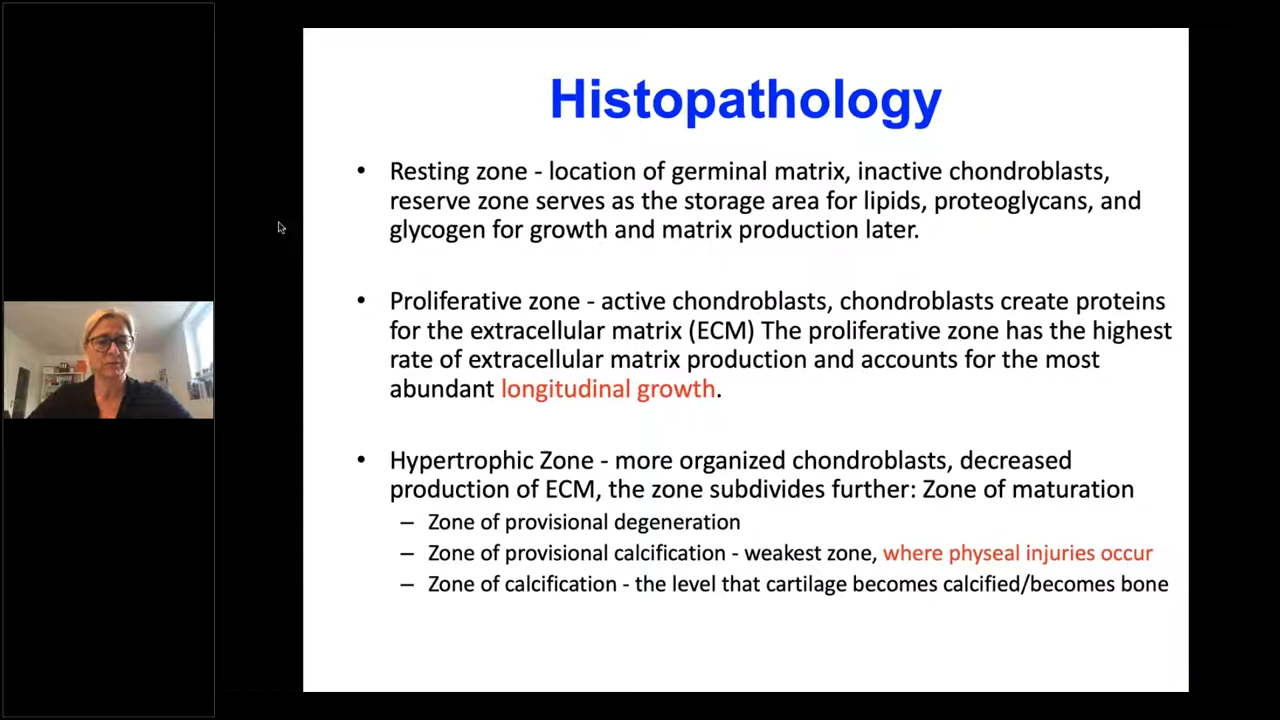 Histopathology
• Resting zone - location of germinal matrix, inactive chondroblasts,
reserve zone serves as the storage area for lipids, proteoglycans, and
glycogen for growth and matrix production later.
• Proliferative zone - active chondroblasts, chondroblasts create proteins
for the extracellular matrix (ECM) The proliferative zone has the highest
rate of extracellular matrix production and accounts for the most
abundant longitudinal growth.
• Hypertrophic Zone - more organized chondroblasts, decreased
production of ECM, the zone subdivides further: Zone of maturation
– Zone of provisional degeneration
– Zone of provisional calcification - weakest zone, where physeal injuries occur
– Zone of calcification - the level that cartilage becomes calcified/becomes bone